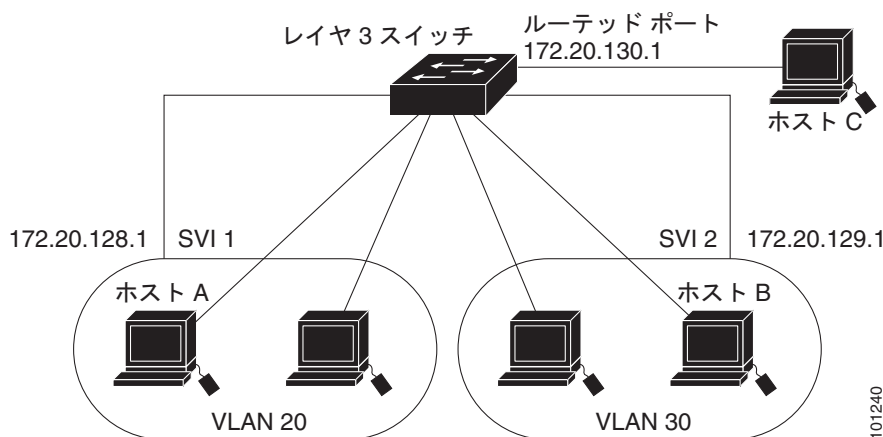 レイヤ 3 スイッチ
ルーテッド ポート
172.20.130.1
ホスト C
172.20.128.1
SVI 1
SVI 2
172.20.129.1
ホスト A
ホスト B
VLAN 20
VLAN 30
101240